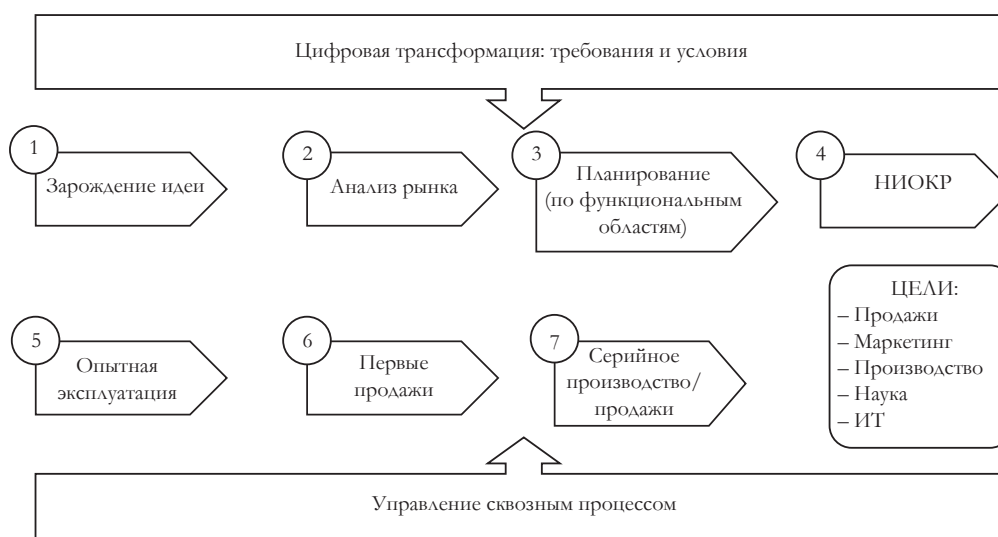 Цифровая трансформация: требования и условия
1
Зарождение идеи
2
Анализ рынка
3
Планирование
(по функциональным
областям)
4
НИОКР
ЦЕЛИ:
– Продажи
– Маркетинг
– Производство
– Наука
– ИТ
5
Опытная
эксплуатация
6
Первые
продажи
7
Серийное
производство/
продажи
Управление сквозным процессом